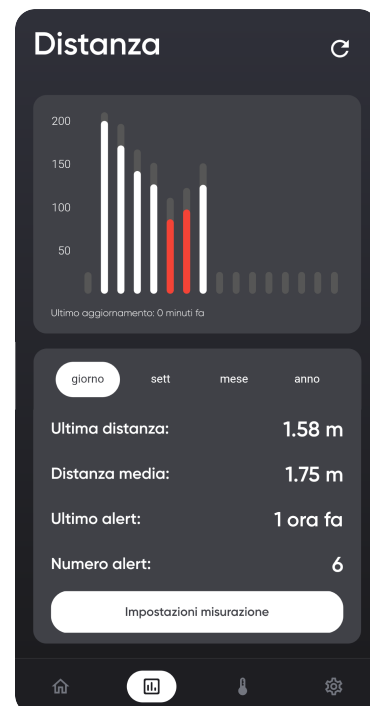 Distanza
200
150
100
50
Ultimo aggiornamento: 0 minuti fa
giorno sett mese anno
Ultima distanza: 1.58 m
Distanza media: 1.75 m
Ultimo alert: 1 ora fa
Numero alert: 6
Impostazioni misurazione